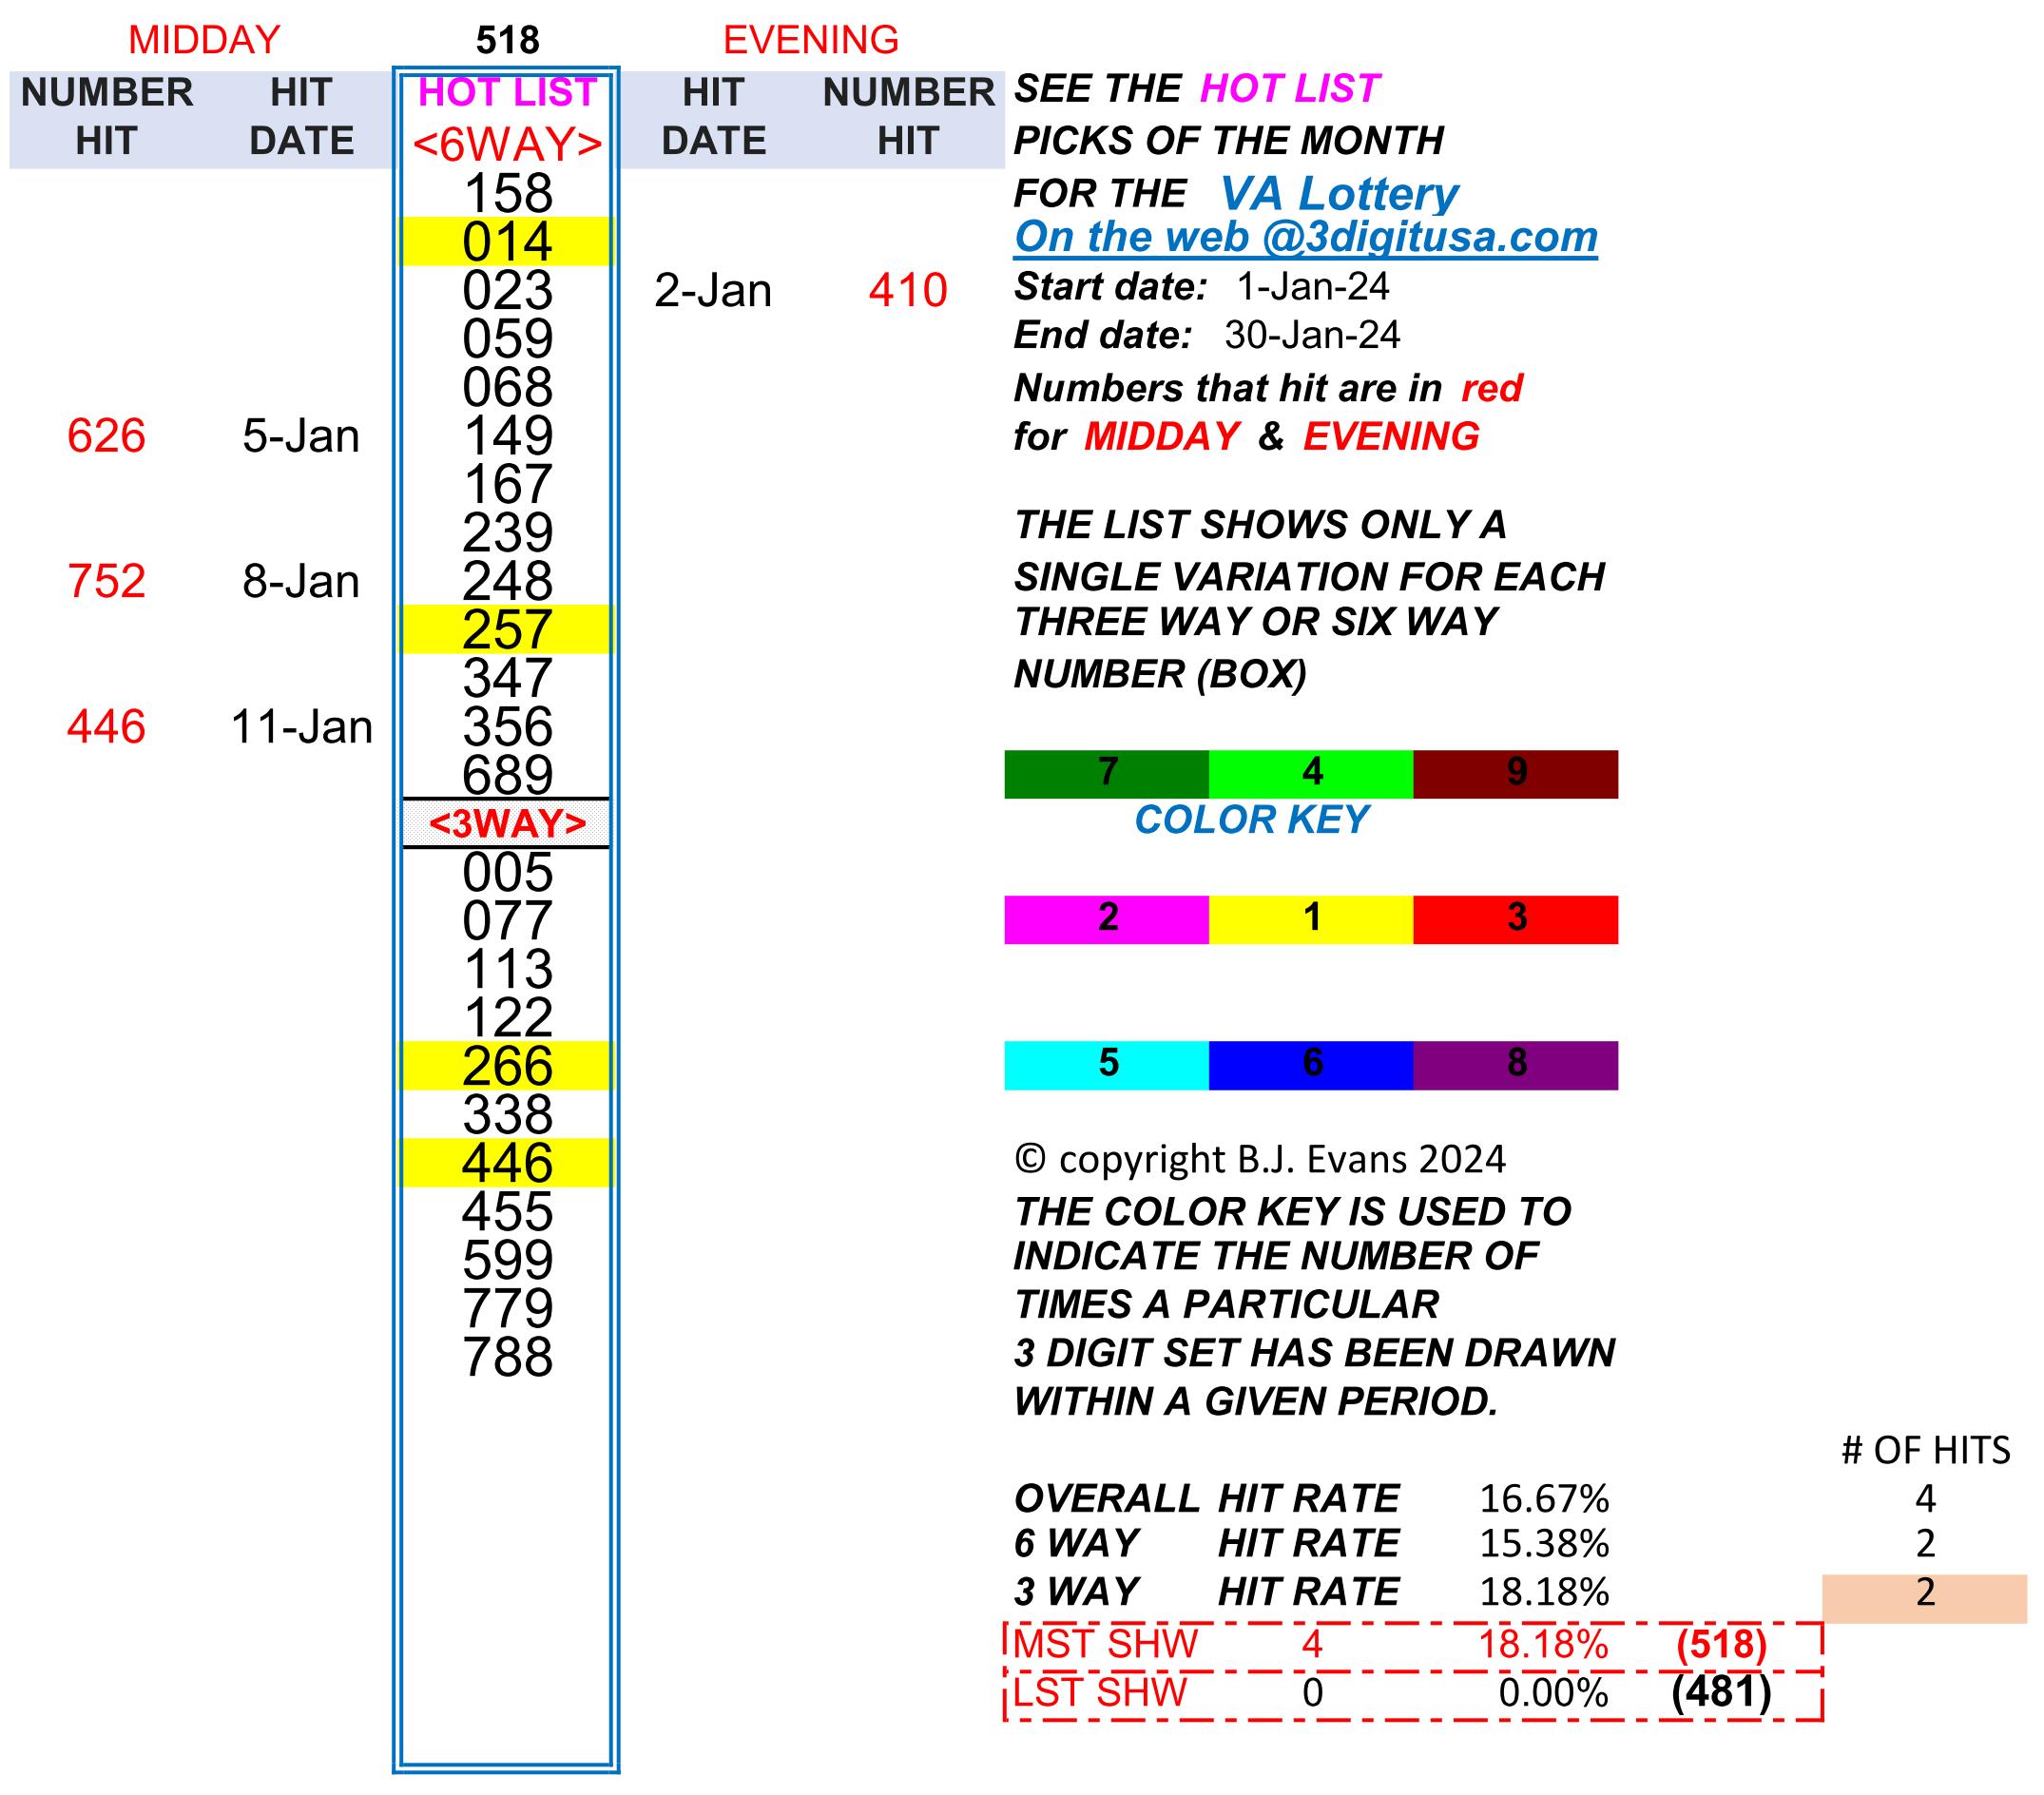 MIDDAY 518 EVENING
NUMBER HIT HOT LIST HIT NUMBER SEE THE HOT LIST
HIT DATE <6WAY> DATE HIT PICKS OF THE MONTH
158 FOR THE VA Lottery
014 On the web @3digitusa.com
023 2-Jan 410 Start date: 1-Jan-24
059 End date: 30-Jan-24
068 Numbers that hit are in red
626 5-Jan 149 for MIDDAY & EVENING
167
239 THE LIST SHOWS ONLY A
752 8-Jan 248 SINGLE VARIATION FOR EACH
257 THREE WAY OR SIX WAY
347 NUMBER (BOX)
446 11-Jan 356
689 7 4 9
<3WAY> COLOR KEY
005
077 2 1 3
113
122
266 5 6 8
338
446 © copyright B.J. Evans 2024
455 THE COLOR KEY IS USED TO
599 INDICATE THE NUMBER OF
779 TIMES A PARTICULAR
788 3 DIGIT SET HAS BEEN DRAWN
WITHIN A GIVEN PERIOD.
# OF HITS
OVERALL HIT RATE 16.67% 4
6 WAY HIT RATE 15.38% 2
3 WAY HIT RATE 18.18% 2
MST SHW 4 18.18% (518)
LST SHW 0 0.00% (481)